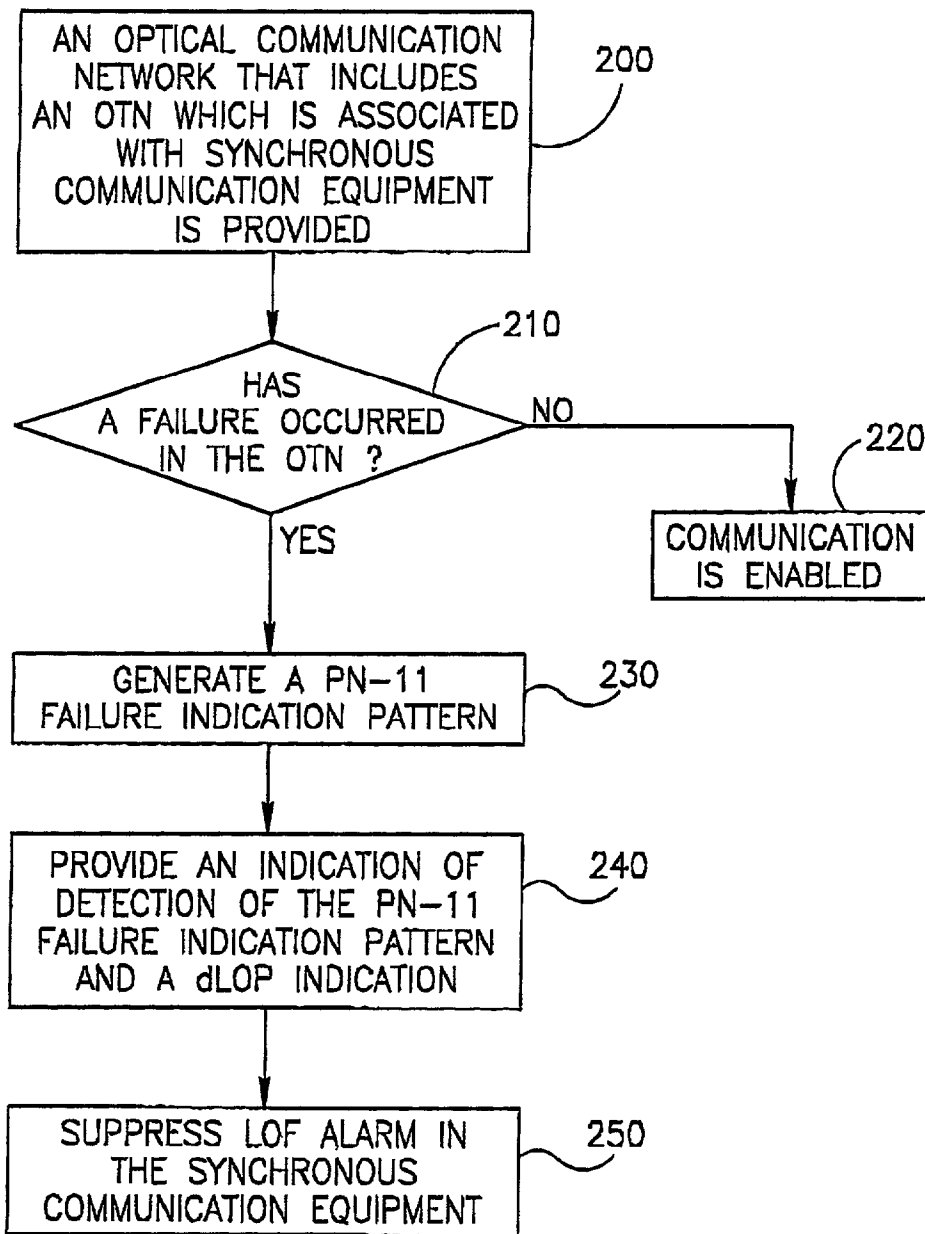 AN OPTICAL COMMUNICATION
NETWORK THAT INCLUDES
AN OTN WHICH IS ASSOCIATED
WITH SYNCHRONOUS
COMMUNICATION EQUIPMENT
IS PROVIDED
200
210
HAS
A FAILURE OCCURRED
IN THE OTN ?
NO
220
COMMUNICATION
IS ENABLED
YES
GENERATE A PN-11
FAILURE INDICATION PATTERN
230
PROVIDE AN INDICATION OF
DETECTION OF THE PN-11
FAILURE INDICATION PATTERN
AND A dLOP INDICATION
240
SUPPRESS LOF ALARM IN
THE SYNCHRONOUS
COMMUNICATION EQUIPMENT
250